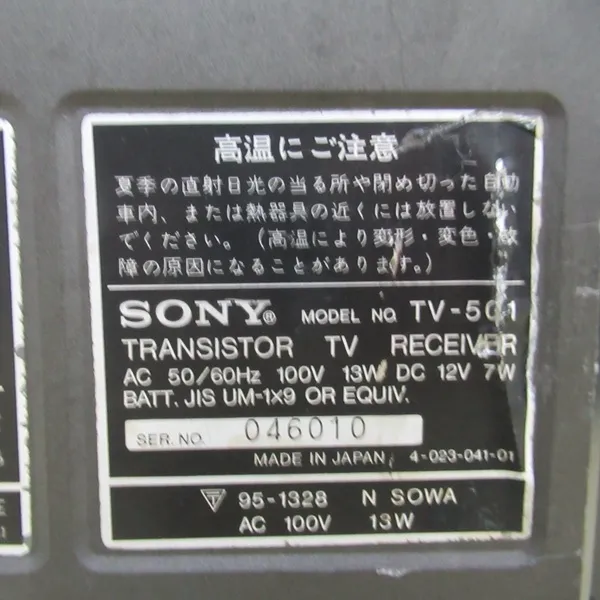 高温にご注意
夏季の直射日光の当る所や閉め切った自動
車内、または熱器具の近くには放置しない
でください。(高温により変形・変色・故
障の原因になることがあります。)
SONY® MODEL NO. TV-501
TRANSISTOR TV RECEIVER
AC 50/60Hz 100V 13W DC 12V 7W
BATT. JIS UM-1×9 OR EQUIV.
SER. NO. 046010
MADE IN JAPAN 4-023-041-01
〒 95-1328 N SOWA
AC 100V 13W